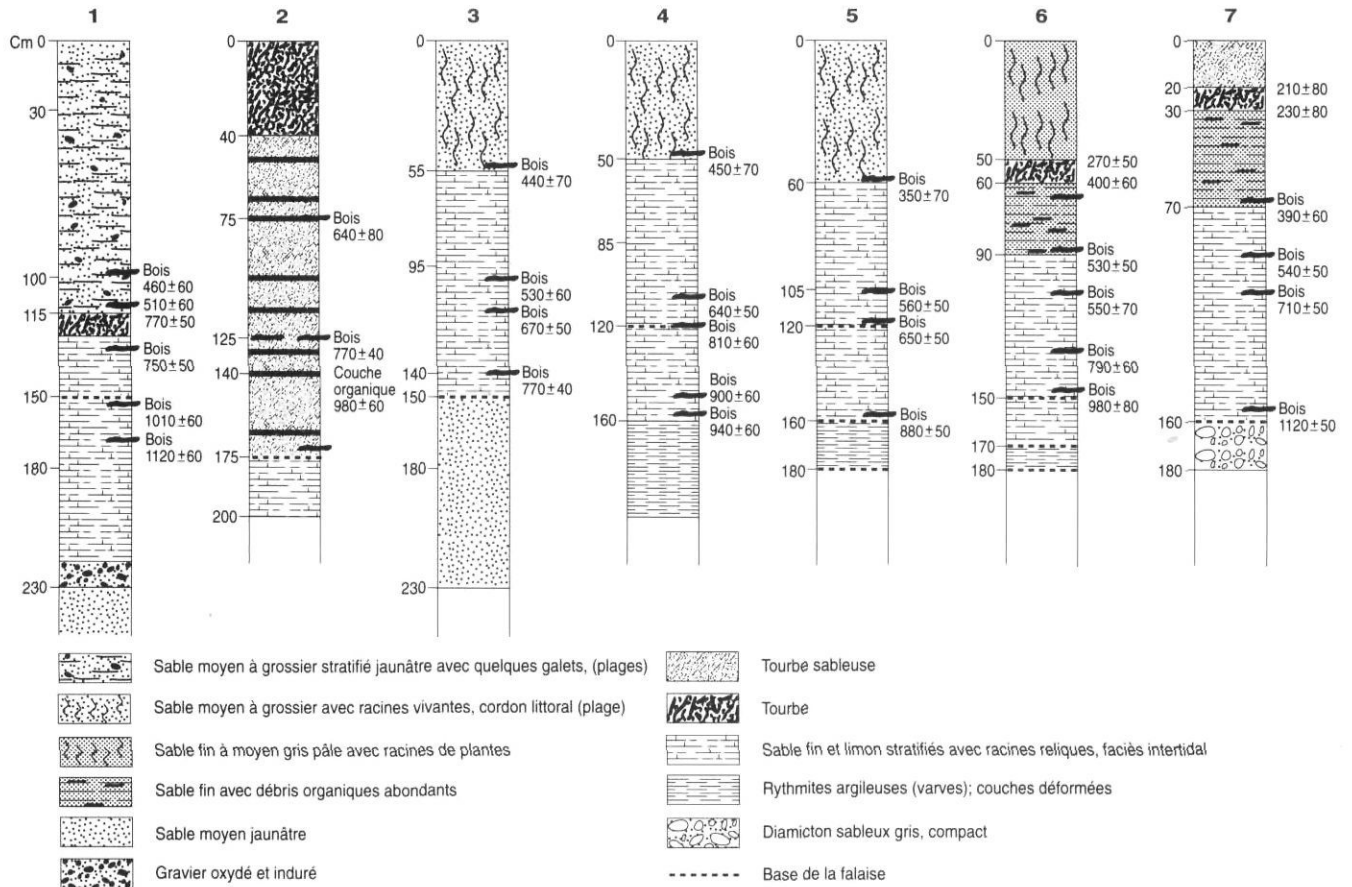 1 2 3 4 5 6 7
Cm 0
30
100
115
150
180
230
Bois
460±60
510±60
770±50
Bois
750±50
Bois
1010±60
Bois
1120±60
0
40
75
125
140
175
200
Bois
640±80
Bois
770±40
Couche
organique
980±60
0
55
95
140
150
180
230
Bois
440±70
Bois
530±60
Bois
670±50
Bois
770±40
0
50
85
120
160
Bois
450±70
Bois
640±50
Bois
810±60
Bois
900±60
Bois
940±60
0
60
105
120
160
180
Bois
350±70
Bois
560±50
Bois
650±50
Bois
880±50
0
50
60
90
150
170
180
270±50
400±60
Bois
530±50
Bois
550±70
Bois
790±60
Bois
980±80
0
20
30
70
160
180
210±80
230±80
Bois
390±60
Bois
540±50
Bois
710±50
Bois
1120±50
Sable moyen à grossier stratifié jaunâtre avec quelques galets, (plages)
Sable moyen à grossier avec racines vivantes, cordon littoral (plage)
Sable fin à moyen gris pâle avec racines de plantes
Sable fin avec débris organiques abondants
Sable moyen jaunâtre
Gravier oxydé et induré
Tourbe sableuse
Tourbe
Sable fin et limon stratifiés avec racines reliques, faciès intertidal
Rythmites argileuses (varves); couches déformées
Diamicton sableux gris, compact
Base de la falaise